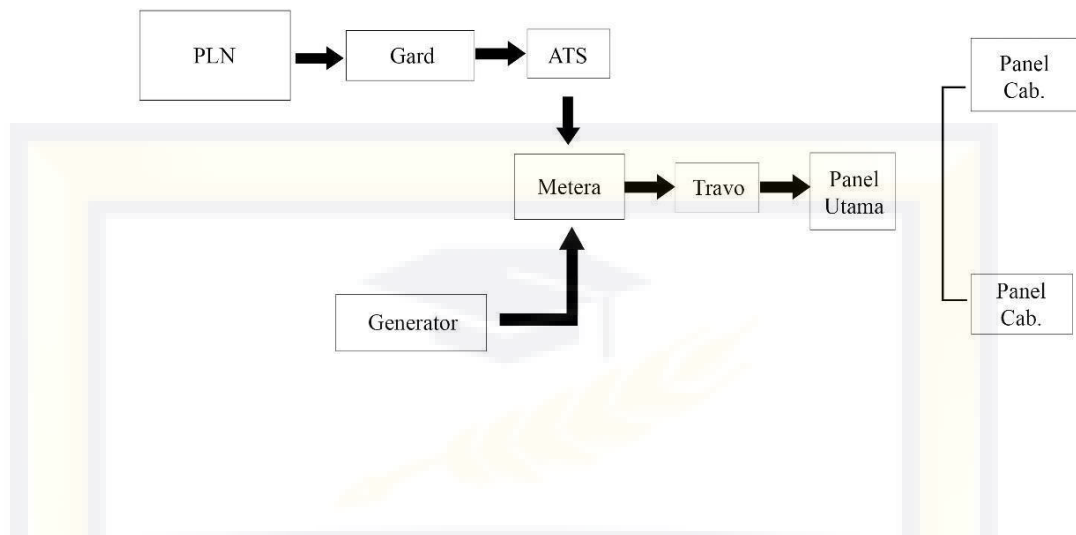 PLN
Gard
ATS
Panel
Cab.
Metera
Travo
Panel
Utama
Generator
Panel
Cab.